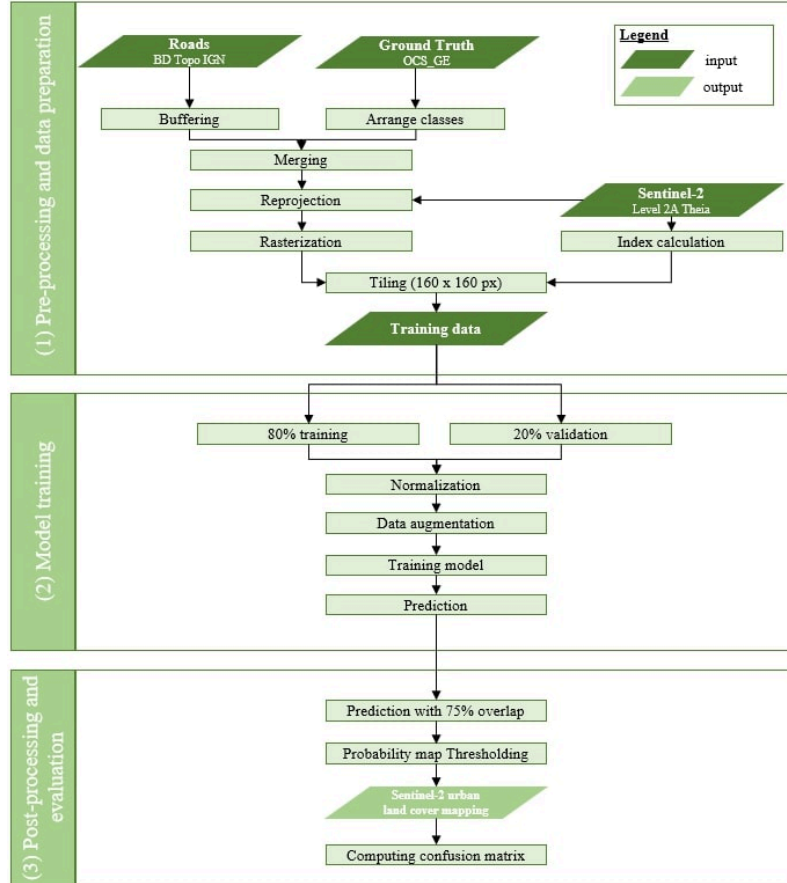 Roads
BD Topo IGN
Ground Truth
OCS_GE
Legend
input
output
(1) Pre-processing and data preparation
Buffering
Arrange classes
Merging
Reprojection
Sentinel-2
Level 2A Theia
Rasterization
Index calculation
Tiling (160 x 160 px)
Training data
(2) Model training
80% training
20% validation
Normalization
Data augmentation
Training model
Prediction
(3) Post-processing and
evaluation
Prediction with 75% overlap
Probability map Thresholding
Sentinel-2 urban
land cover mapping
Computing confusion matrix